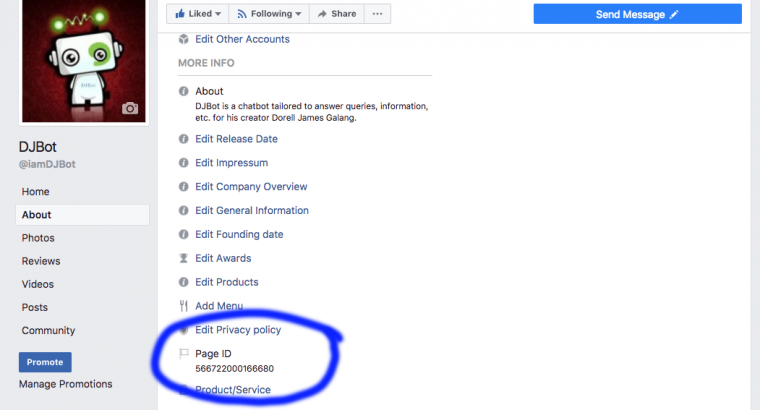 Liked
Following
Share
Send Message
Edit Other Accounts
MORE INFO
About
DJBot is a chatbot tailored to answer queries, information,
etc. for his creator Dorell James Galang.
Edit Release Date
Edit Impressum
Edit Company Overview
Edit General Information
Edit Founding date
Edit Awards
Edit Products
Add Menu
Edit Privacy policy
Page ID
566722000166680
Product/Service
DJBot
DJBot
@iamDJBot
Home
About
Photos
Reviews
Videos
Posts
Community
Promote
Manage Promotions